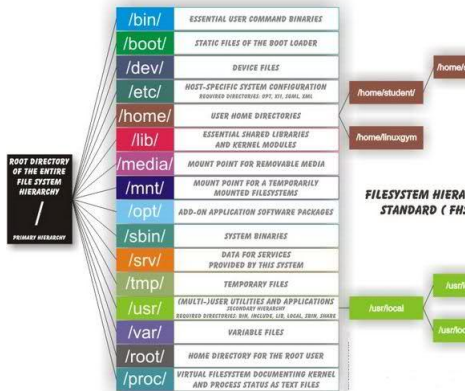 ROOT DIRECTORY
OF THE ENTIRE
FILE SYSTEM
HIERARCHY
/
PRIMARY HIERARCHY
/bin/ ESSENTIAL USER COMMAND BINARIES
/boot/ STATIC FILES OF THE BOOT LOADER
/dev/ DEVICE FILES
/etc/ HOST-SPECIFIC SYSTEM CONFIGURATION
REQUIRED DIRECTORIES: OPT, X11, SGML, XML
/home/ USER HOME DIRECTORIES
/lib/ ESSENTIAL SHARED LIBRARIES
AND KERNEL MODULES
/media/ MOUNT POINT FOR REMOVABLE MEDIA
/mnt/ MOUNT POINT FOR A TEMPORARILY
MOUNTED FILESYSTEMS
/opt/ ADD-ON APPLICATION SOFTWARE PACKAGES
/sbin/ SYSTEM BINARIES
/srv/ DATA FOR SERVICES
PROVIDED BY THIS SYSTEM
/tmp/ TEMPORARY FILES
/usr/ (MULTI-)USER UTILITIES AND APPLICATIONS
SECONDARY HIERARCHY
REQUIRED DIRECTORIES: BIN, INCLUDE, LIB, LOCAL, SBIN, SHARE
/var/ VARIABLE FILES
/root/ HOME DIRECTORY FOR THE ROOT USER
/proc/ VIRTUAL FILESYSTEM DOCUMENTING KERNEL
AND PROCESS STATUS AS TEXT FILES
/home/student/
/home/linuxgym
FILESYSTEM
STANDARD
/usr/local